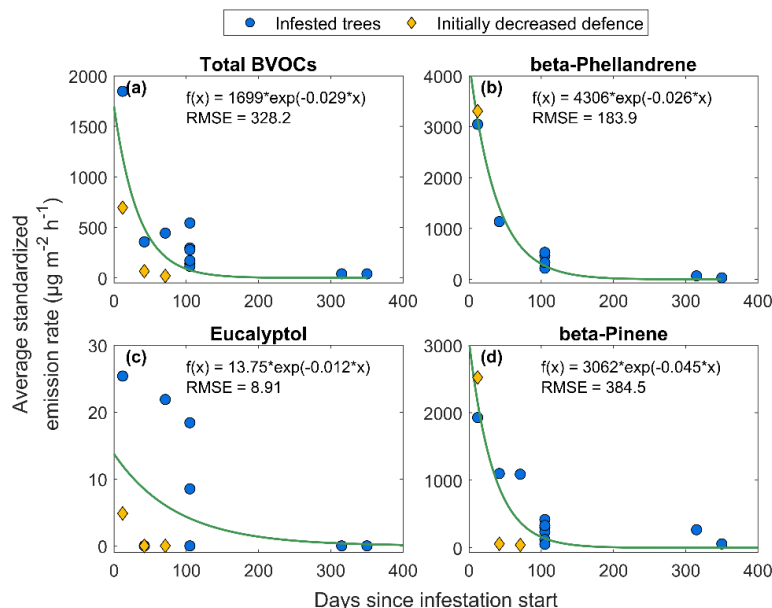 Infested trees Initially decreased defence
Total BVOCs
(a)
f(x) = 1699*exp(-0.029*x)
RMSE = 328.2
2000
1500
1000
500
0
0 100 200 300 400
beta-Phellandrene
(b)
f(x) = 4306*exp(-0.026*x)
RMSE = 183.9
4000
3000
2000
1000
0
0 100 200 300 400
Average standardized
emission rate (µg m⁻² h⁻¹)
Eucalyptol
(c)
f(x) = 13.75*exp(-0.012*x)
RMSE = 8.91
30
20
10
0
0 100 200 300 400
beta-Pinene
(d)
f(x) = 3062*exp(-0.045*x)
RMSE = 384.5
3000
2000
1000
0
0 100 200 300 400
Days since infestation start